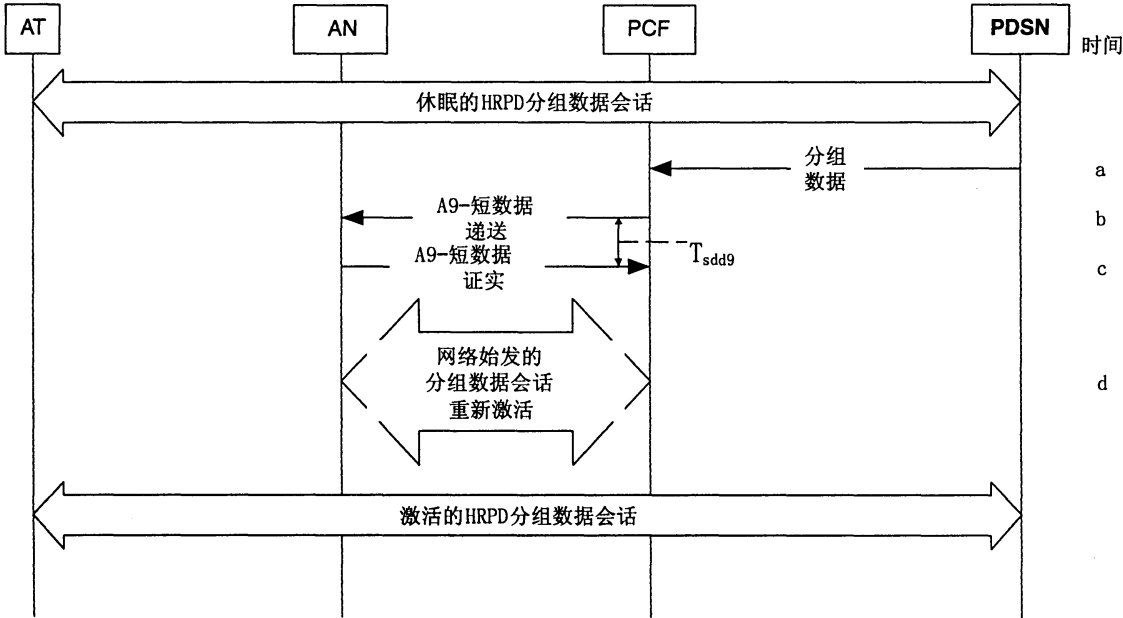 AT
AN
PCF
PDSN
时间
休眠的HRPD分组数据会话
分组
数据
a
A9-短数据
递送
b
Tsdd9
A9-短数据
证实
c
网络始发的
分组数据会话
重新激活
d
激活的HRPD分组数据会话